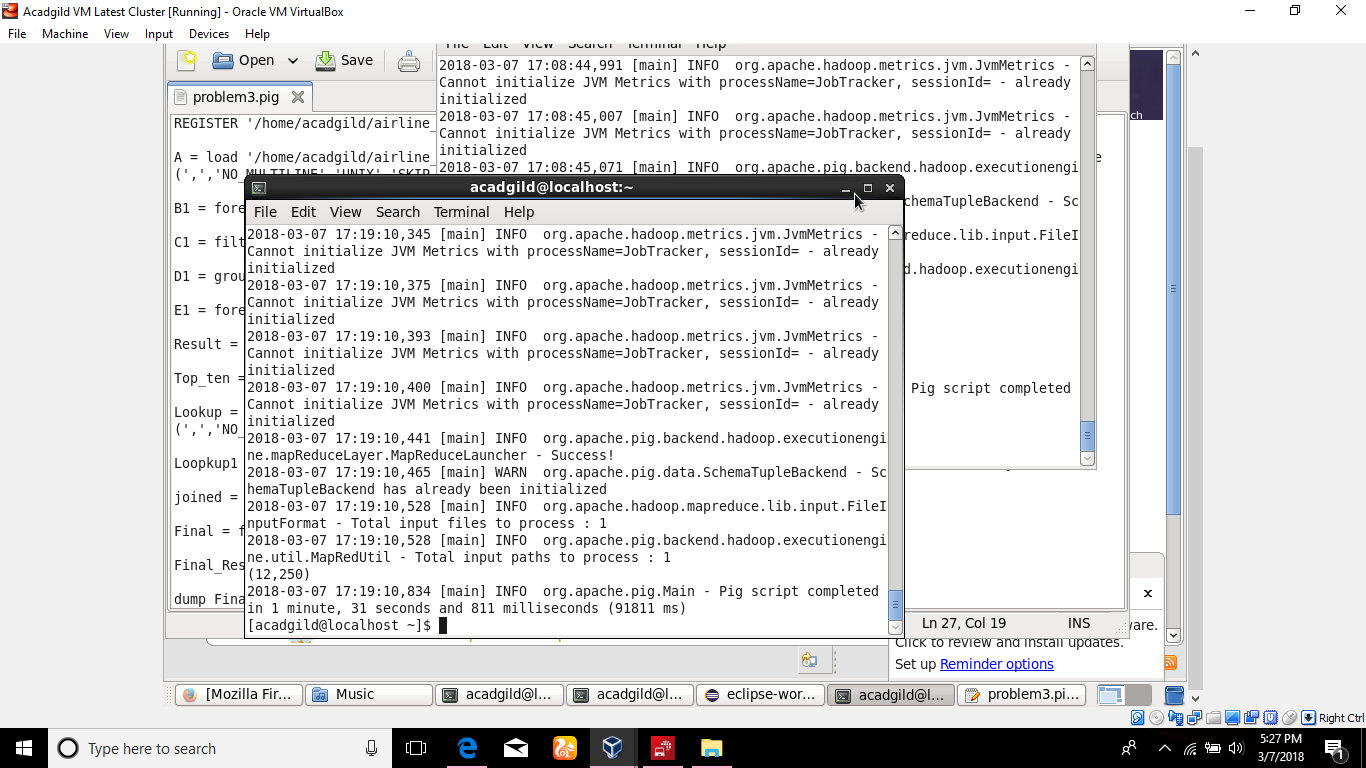 Acadgild VM Latest Cluster [Running] - Oracle VM VirtualBox
File Machine View Input Devices Help
Open Save
problem3.pig
REGISTER '/home/acadgild/airline_
A = load '/home/acadgild/airline_
(',','NO_MULTILINE','UNIX','SKIP
B1 = fore
C1 = filt
D1 = grou
E1 = fore
Result =
Top_ten =
Lookup =
(',','NO_
Loopkup1
joined =
Final = f
Final_Res
dump Fina
File Edit View Search Terminal Help
2018-03-07 17:08:44,991 [main] INFO org.apache.hadoop.metrics.jvm.JvmMetrics -
Cannot initialize JVM Metrics with processName=JobTracker, sessionId= - already
initialized
2018-03-07 17:08:45,007 [main] INFO org.apache.hadoop.metrics.jvm.JvmMetrics -
Cannot initialize JVM Metrics with processName=JobTracker, sessionId= - already
initialized
2018-03-07 17:08:45,071 [main] INFO org.apache.pig.backend.hadoop.executionengi
chemaTupleBackend - Sc
reduce.lib.input.FileI
d.hadoop.executionengi
Pig script completed
ch
e
acadgild@localhost:~
File Edit View Search Terminal Help
2018-03-07 17:19:10,345 [main] INFO org.apache.hadoop.metrics.jvm.JvmMetrics -
Cannot initialize JVM Metrics with processName=JobTracker, sessionId= - already
initialized
2018-03-07 17:19:10,375 [main] INFO org.apache.hadoop.metrics.jvm.JvmMetrics -
Cannot initialize JVM Metrics with processName=JobTracker, sessionId= - already
initialized
2018-03-07 17:19:10,393 [main] INFO org.apache.hadoop.metrics.jvm.JvmMetrics -
Cannot initialize JVM Metrics with processName=JobTracker, sessionId= - already
initialized
2018-03-07 17:19:10,400 [main] INFO org.apache.hadoop.metrics.jvm.JvmMetrics -
Cannot initialize JVM Metrics with processName=JobTracker, sessionId= - already
initialized
2018-03-07 17:19:10,441 [main] INFO org.apache.pig.backend.hadoop.executionengi
ne.mapReduceLayer.MapReduceLauncher - Success!
2018-03-07 17:19:10,465 [main] WARN org.apache.pig.data.SchemaTupleBackend - Sc
hemaTupleBackend has already been initialized
2018-03-07 17:19:10,528 [main] INFO org.apache.hadoop.mapreduce.lib.input.FileI
nputFormat - Total input files to process : 1
2018-03-07 17:19:10,528 [main] INFO org.apache.pig.backend.hadoop.executionengi
ne.util.MapRedUtil - Total input paths to process : 1
(12,250)
2018-03-07 17:19:10,834 [main] INFO org.apache.pig.Main - Pig script completed
in 1 minute, 31 seconds and 811 milliseconds (91811 ms)
[acadgild@localhost ~]$
Ln 27, Col 19 INS
ware.
Click to review and install updates.
Set up Reminder options
[Mozilla Fir... Music acadgild@l... acadgild@l... eclipse-wor... acadgild@l... problem3.pi...
Right Ctrl
Type here to search
5:27 PM
3/7/2018
1